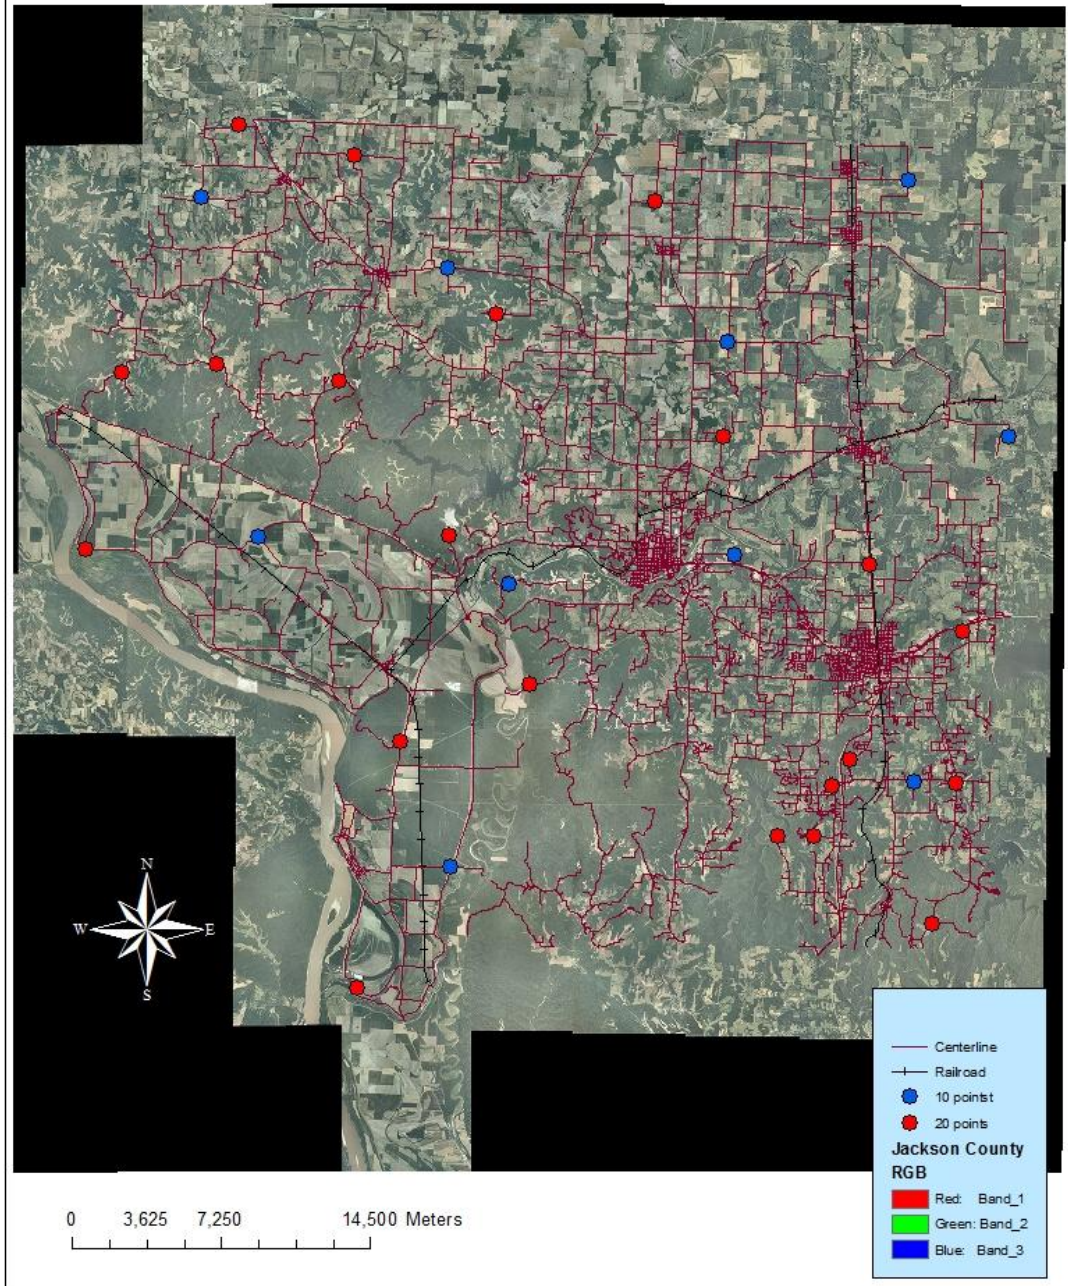 N
W E
S
Centerline
Railroad
10 pointst
20 points
Jackson County
RGB
Red: Band_1
Green: Band_2
Blue: Band_3
0 3,625 7,250 14,500 Meters